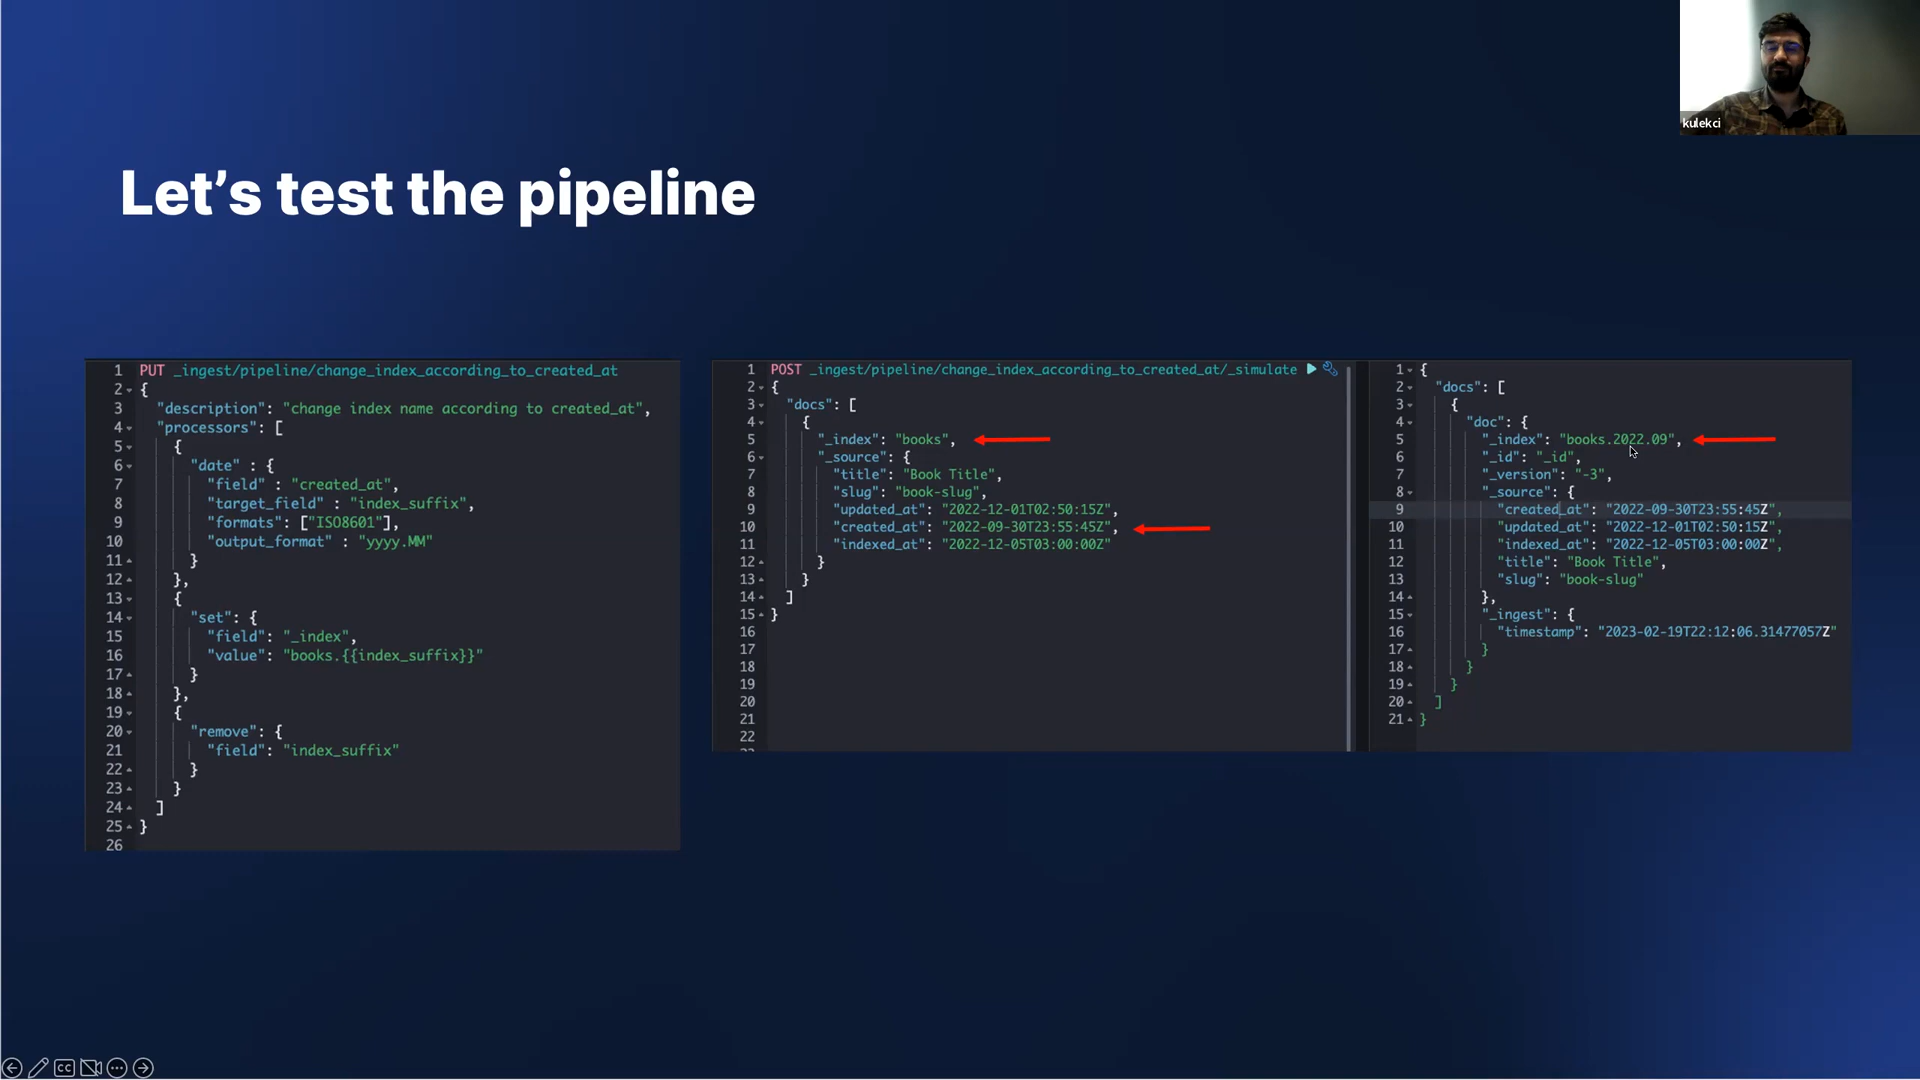 kulekci
Let's test the pipeline
1 PUT _ingest/pipeline/change_index_according_to_created_at
2 {
3 "description": "change index name according to created_at",
4 "processors": [
5 {
6 "date" : {
7 "field" : "created_at",
8 "target_field" : "index_suffix",
9 "formats": ["ISO8601"],
10 "output_format" : "yyyy.MM"
11 }
12 },
13 {
14 "set": {
15 "field": "_index",
16 "value": "books.{{index_suffix}}"
17 }
18 },
19 {
20 "remove": {
21 "field": "index_suffix"
22 }
23 }
24 ]
25 }
26
1 POST _ingest/pipeline/change_index_according_to_created_at/_simulate
2 {
3 "docs": [
4 {
5 "_index": "books",
6 "_source": {
7 "title": "Book Title",
8 "slug": "book-slug",
9 "updated_at": "2022-12-01T02:50:15Z",
10 "created_at": "2022-09-30T23:55:45Z",
11 "indexed_at": "2022-12-05T03:00:00Z"
12 }
13 }
14 ]
15 }
16
17
18
19
20
21
22
1 {
2 "docs": [
3 {
4 "doc": {
5 "_index": "books.2022.09",
6 "_id": "_id",
7 "_version": "-3",
8 "_source": {
9 "created_at": "2022-09-30T23:55:45Z",
10 "updated_at": "2022-12-01T02:50:15Z",
11 "indexed_at": "2022-12-05T03:00:00Z",
12 "title": "Book Title",
13 "slug": "book-slug"
14 },
15 "_ingest": {
16 "timestamp": "2023-02-19T22:12:06.31477057Z"
17 }
18 }
19 }
20 ]
21 }
CC